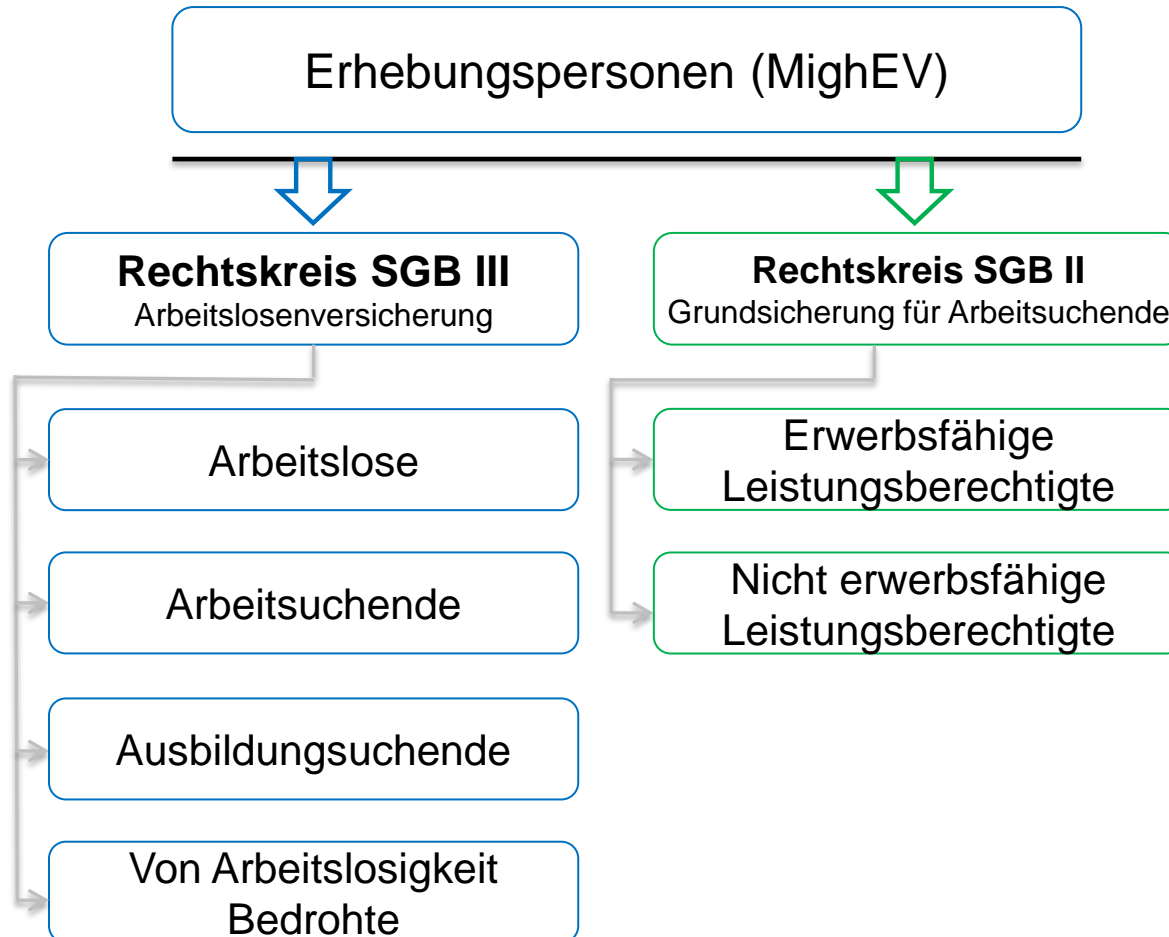 Erhebungspersonen (MighEV)
Rechtskreis SGB III
Arbeitslosenversicherung
Arbeitslose
Arbeitsuchende
Ausbildungsuchende
Von Arbeitslosigkeit
Bedrohte
Rechtskreis SGB II
Grundsicherung für Arbeitsuchende
Erwerbsfähige
Leistungsberechtigte
Nicht erwerbsfähige
Leistungsberechtigte